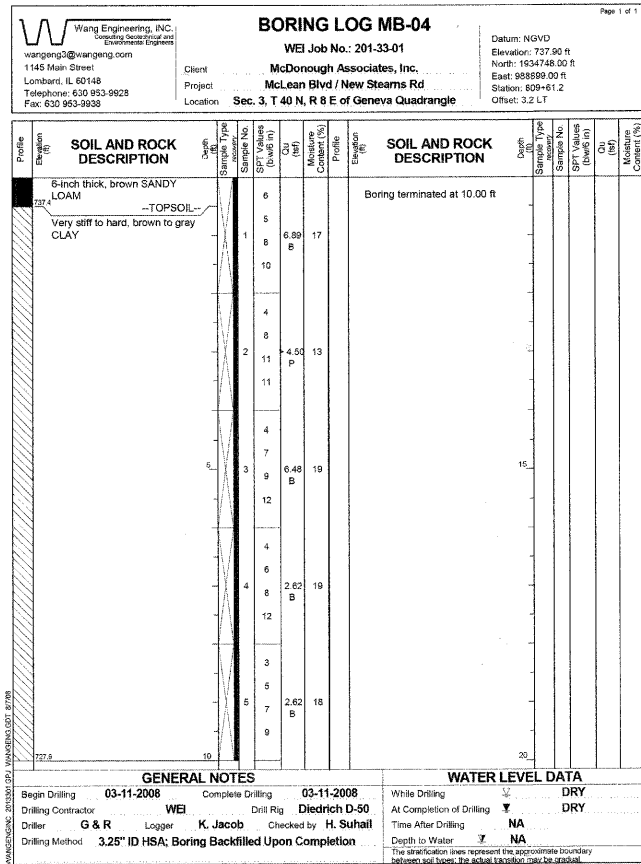 Page 1 of 1
Wang Engineering, INC.
Consulting Geotechnical and
Environmental Engineers
wangeng3@wangeng.com
1145 Main Street
Lombard, IL 60148
Telephone: 630 953-9928
Fax: 630 953-9938
BORING LOG MB-04
WEI Job No.: 201-33-01
Client McDonough Associates, Inc.
Project McLean Blvd / New Stearns Rd
Location Sec. 3, T 40 N, R 8 E of Geneva Quadrangle
Datum: NGVD
Elevation: 737.90 ft
North: 1934748.00 ft
East: 988699.00 ft
Station: 609+61.2
Offset: 3.2 LT
Profile Elevation (ft) SOIL AND ROCK DESCRIPTION Depth (ft) Sample Type recovery Sample No. SPT Values (blw/6 in) Qu (tsf) Moisture Content (%)
Profile Elevation (ft) SOIL AND ROCK DESCRIPTION Depth (ft) Sample Type recovery Sample No. SPT Values (blw/6 in) Qu (tsf) Moisture Content (%)
6-inch thick, brown SANDY
LOAM
737.4 --TOPSOIL--
Very stiff to hard, brown to gray
CLAY
Boring terminated at 10.00 ft
6
5
1 8 6.89 17
B
10
4
8
2 11 4.50 13
P
11
4
7
5 3 9 6.48 19
B
12
15
4
6
4 8 2.62 19
B
12
3
5
5 7 2.62 18
B
9
727.9 10
20
GENERAL NOTES
Begin Drilling 03-11-2008 Complete Drilling 03-11-2008
Drilling Contractor WEI Drill Rig Diedrich D-50
Driller G & R Logger K. Jacob Checked by H. Suhail
Drilling Method 3.25" ID HSA; Boring Backfilled Upon Completion
WATER LEVEL DATA
While Drilling DRY
At Completion of Drilling DRY
Time After Drilling NA
Depth to Water NA
The stratification lines represent the approximate boundary
between soil types; the actual transition may be gradual.
WANGENGINC 2013301.GPJ WANGENG.GDT 8/7/08